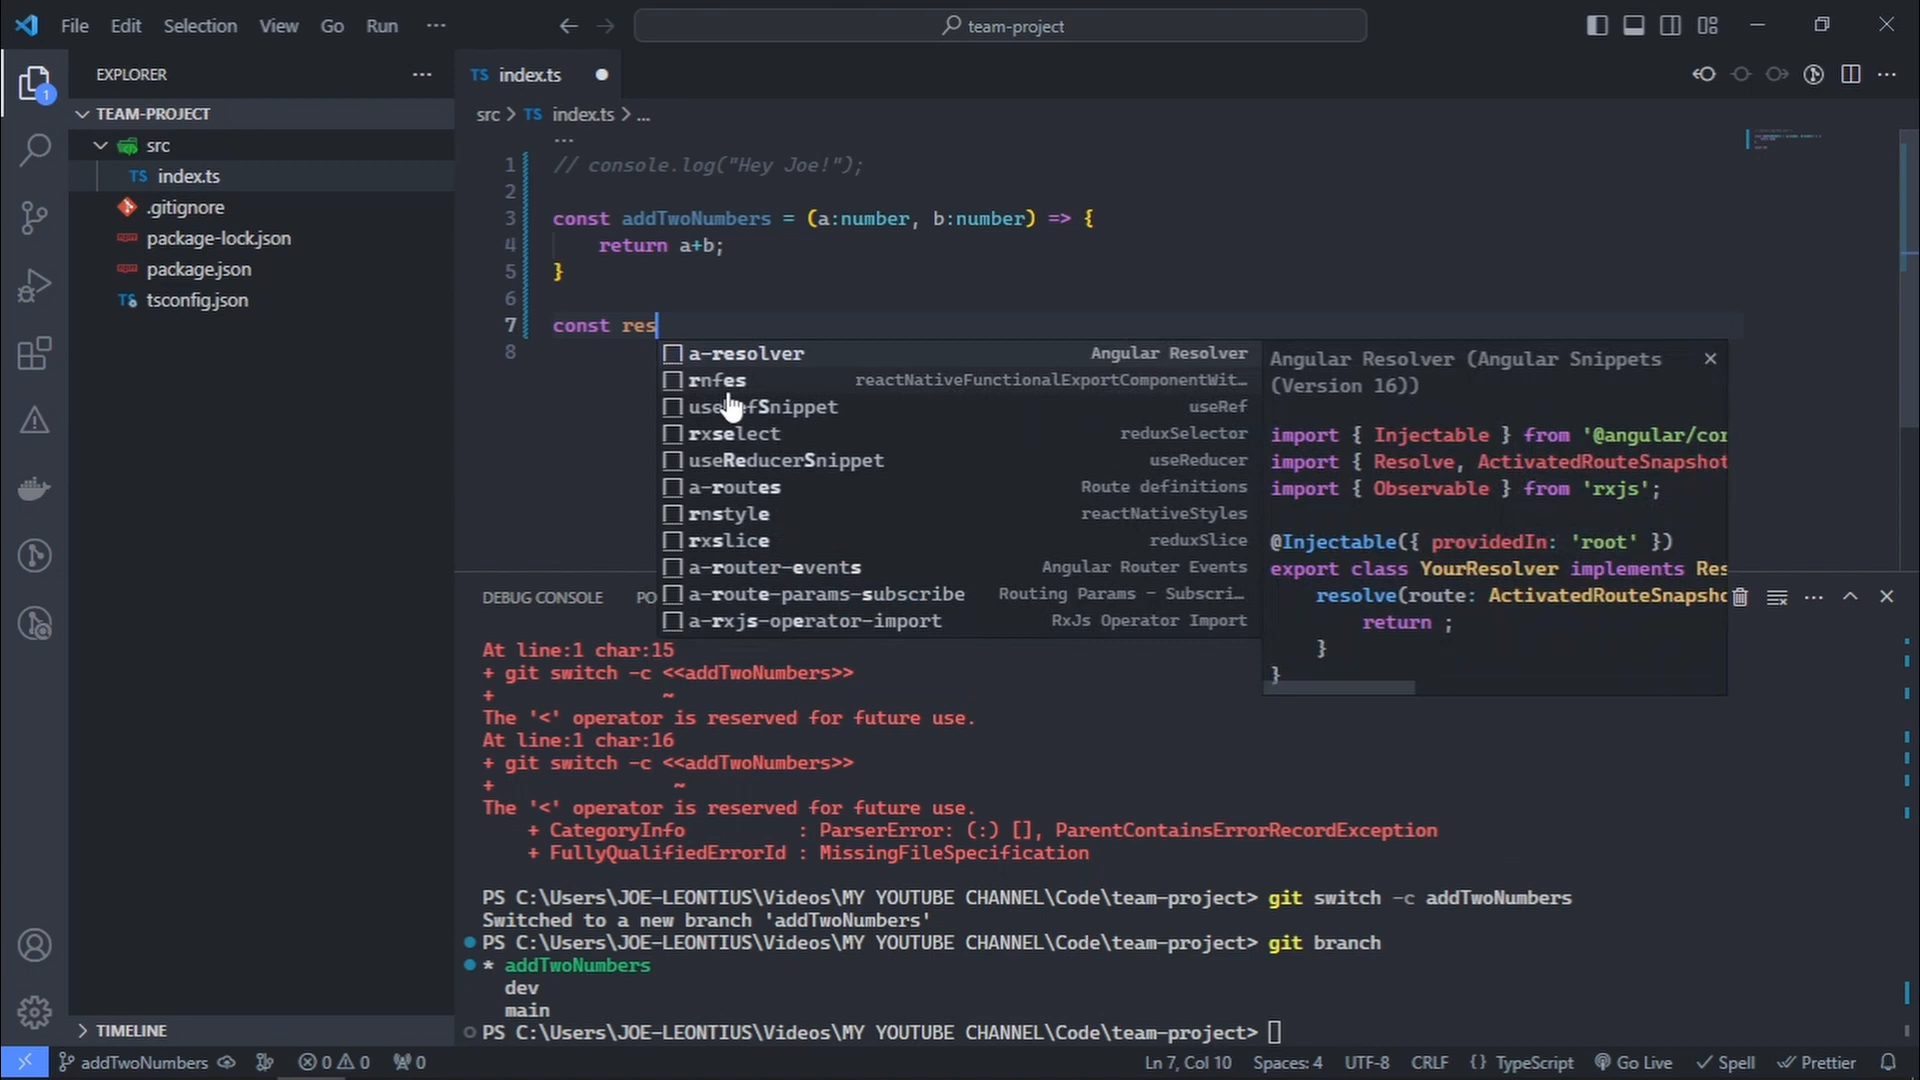 File Edit Selection View Go Run ···
team-project
EXPLORER ···
TS index.ts
TEAM-PROJECT
src > TS index.ts > ...
src
TS index.ts
.gitignore
package-lock.json
package.json
TS tsconfig.json
1 // console.log("Hey Joe!");
2
3 const addTwoNumbers = (a:number, b:number) => {
4 return a+b;
5 }
6
7 const res
8
a-resolver Angular Resolver
rnfes reactNativeFunctionalExportComponentWit…
useRefSnippet useRef
rxselect reduxSelector
useReducerSnippet useReducer
a-routes Route definitions
rnstyle reactNativeStyles
rxslice reduxSlice
a-router-events Angular Router Events
a-route-params-subscribe Routing Params - Subscri…
a-rxjs-operator-import RxJs Operator Import
Angular Resolver (Angular Snippets
(Version 16))
import { Injectable } from '@angular/cor
import { Resolve, ActivatedRouteSnapshot
import { Observable } from 'rxjs';
@Injectable({ providedIn: 'root' })
export class YourResolver implements Res
resolve(route: ActivatedRouteSnapsho
return ;
}
}
DEBUG CONSOLE PO
At line:1 char:15
+ git switch -c <<addTwoNumbers>>
+ ~
The '<' operator is reserved for future use.
At line:1 char:16
+ git switch -c <<addTwoNumbers>>
+ ~
The '<' operator is reserved for future use.
+ CategoryInfo : ParserError: (:) [], ParentContainsErrorRecordException
+ FullyQualifiedErrorId : MissingFileSpecification
PS C:\Users\JOE-LEONTIUS\Videos\MY YOUTUBE CHANNEL\Code\team-project> git switch -c addTwoNumbers
Switched to a new branch 'addTwoNumbers'
PS C:\Users\JOE-LEONTIUS\Videos\MY YOUTUBE CHANNEL\Code\team-project> git branch
* addTwoNumbers
dev
main
PS C:\Users\JOE-LEONTIUS\Videos\MY YOUTUBE CHANNEL\Code\team-project>
TIMELINE
addTwoNumbers 0 0 0 Ln 7, Col 10 Spaces: 4 UTF-8 CRLF {} TypeScript Go Live Spell Prettier